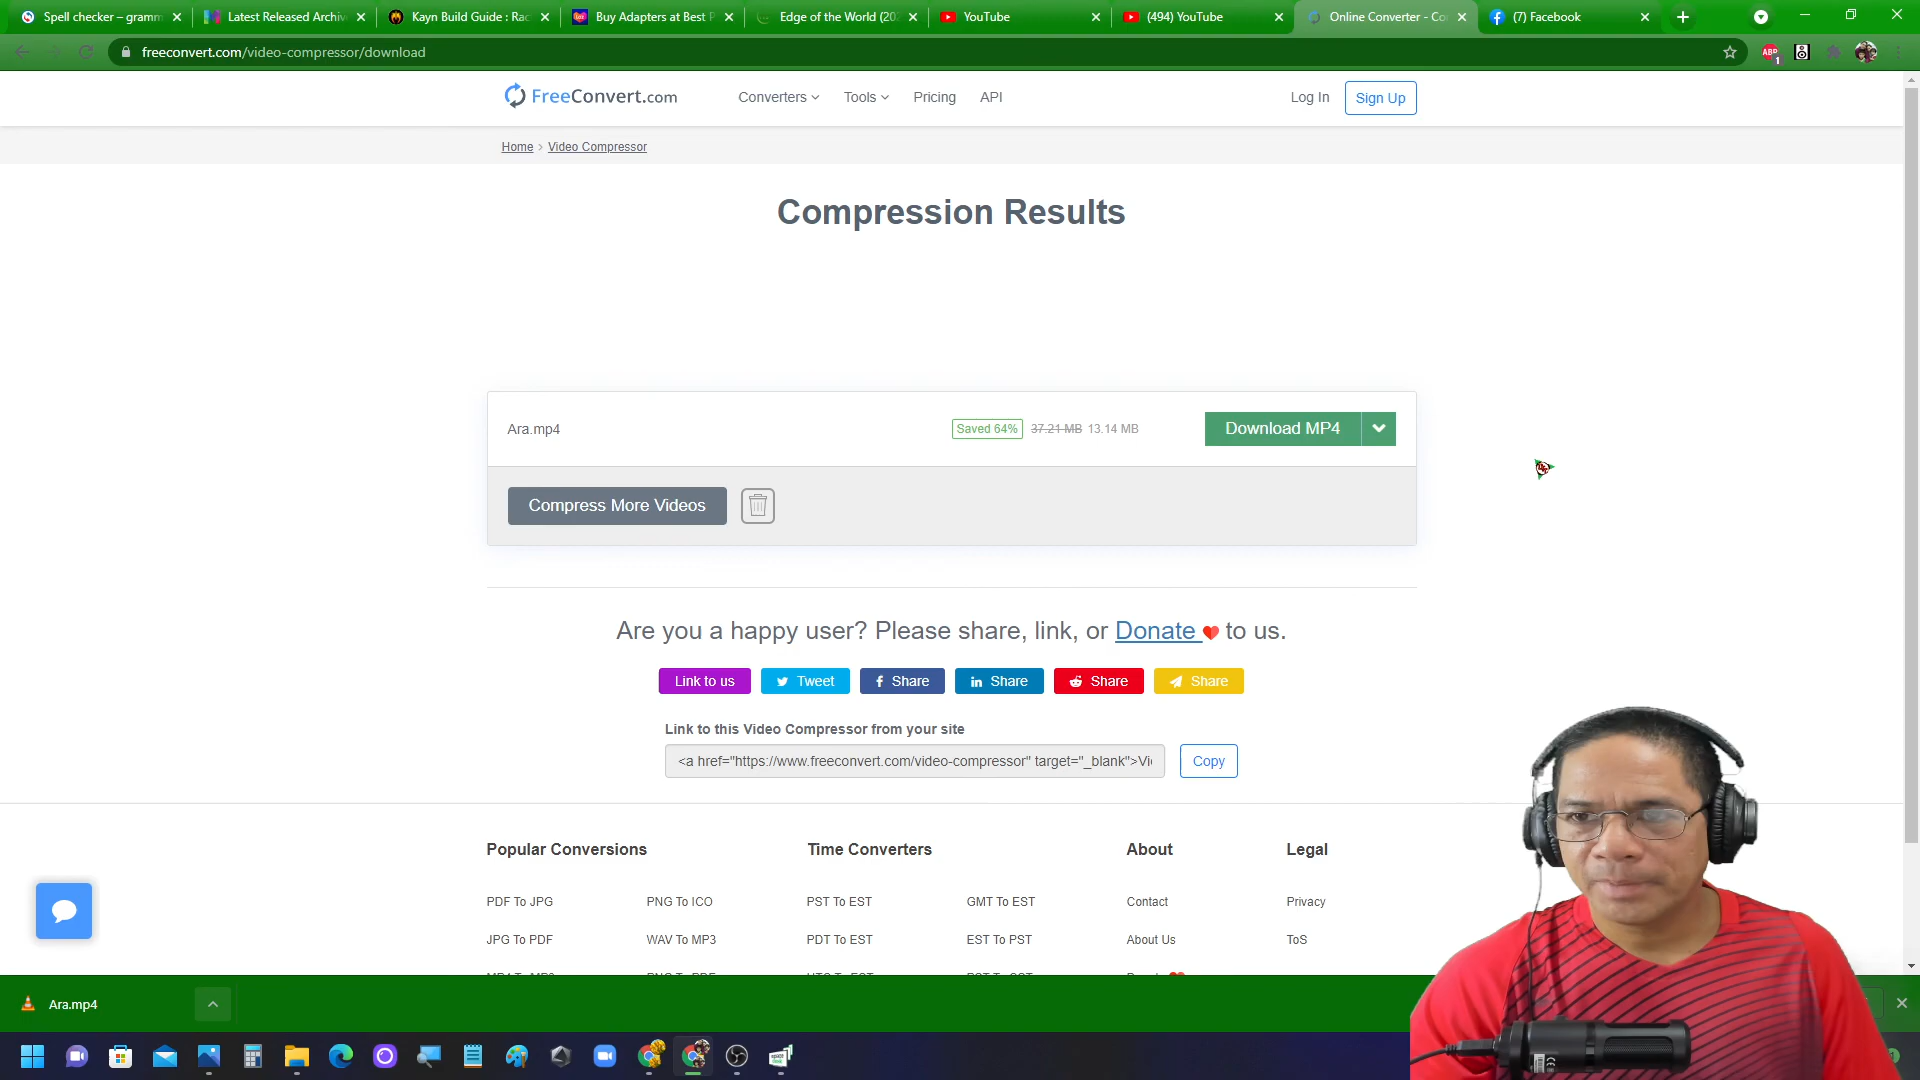 Spell checker – gramm
Latest Released Archiv
Kayn Build Guide : Rac
Buy Adapters at Best P
Edge of the World (202
YouTube
(494) YouTube
Online Converter - Co
(7) Facebook
freeconvert.com/video-compressor/download
ABP
1
FreeConvert.com
Converters
Tools
Pricing
API
Log In
Sign Up
Home > Video Compressor
Compression Results
Ara.mp4
Saved 64%
37.21 MB 13.14 MB
Download MP4
Compress More Videos
Are you a happy user? Please share, link, or Donate to us.
Link to us
Tweet
Share
Share
Share
Share
Link to this Video Compressor from your site
<a href="https://www.freeconvert.com/video-compressor" target="_blank">Vi
Copy
Popular Conversions
Time Converters
About
Legal
PDF To JPG
PNG To ICO
PST To EST
GMT To EST
Contact
Privacy
JPG To PDF
WAV To MP3
PDT To EST
EST To PST
About Us
ToS
Ara.mp4
CE